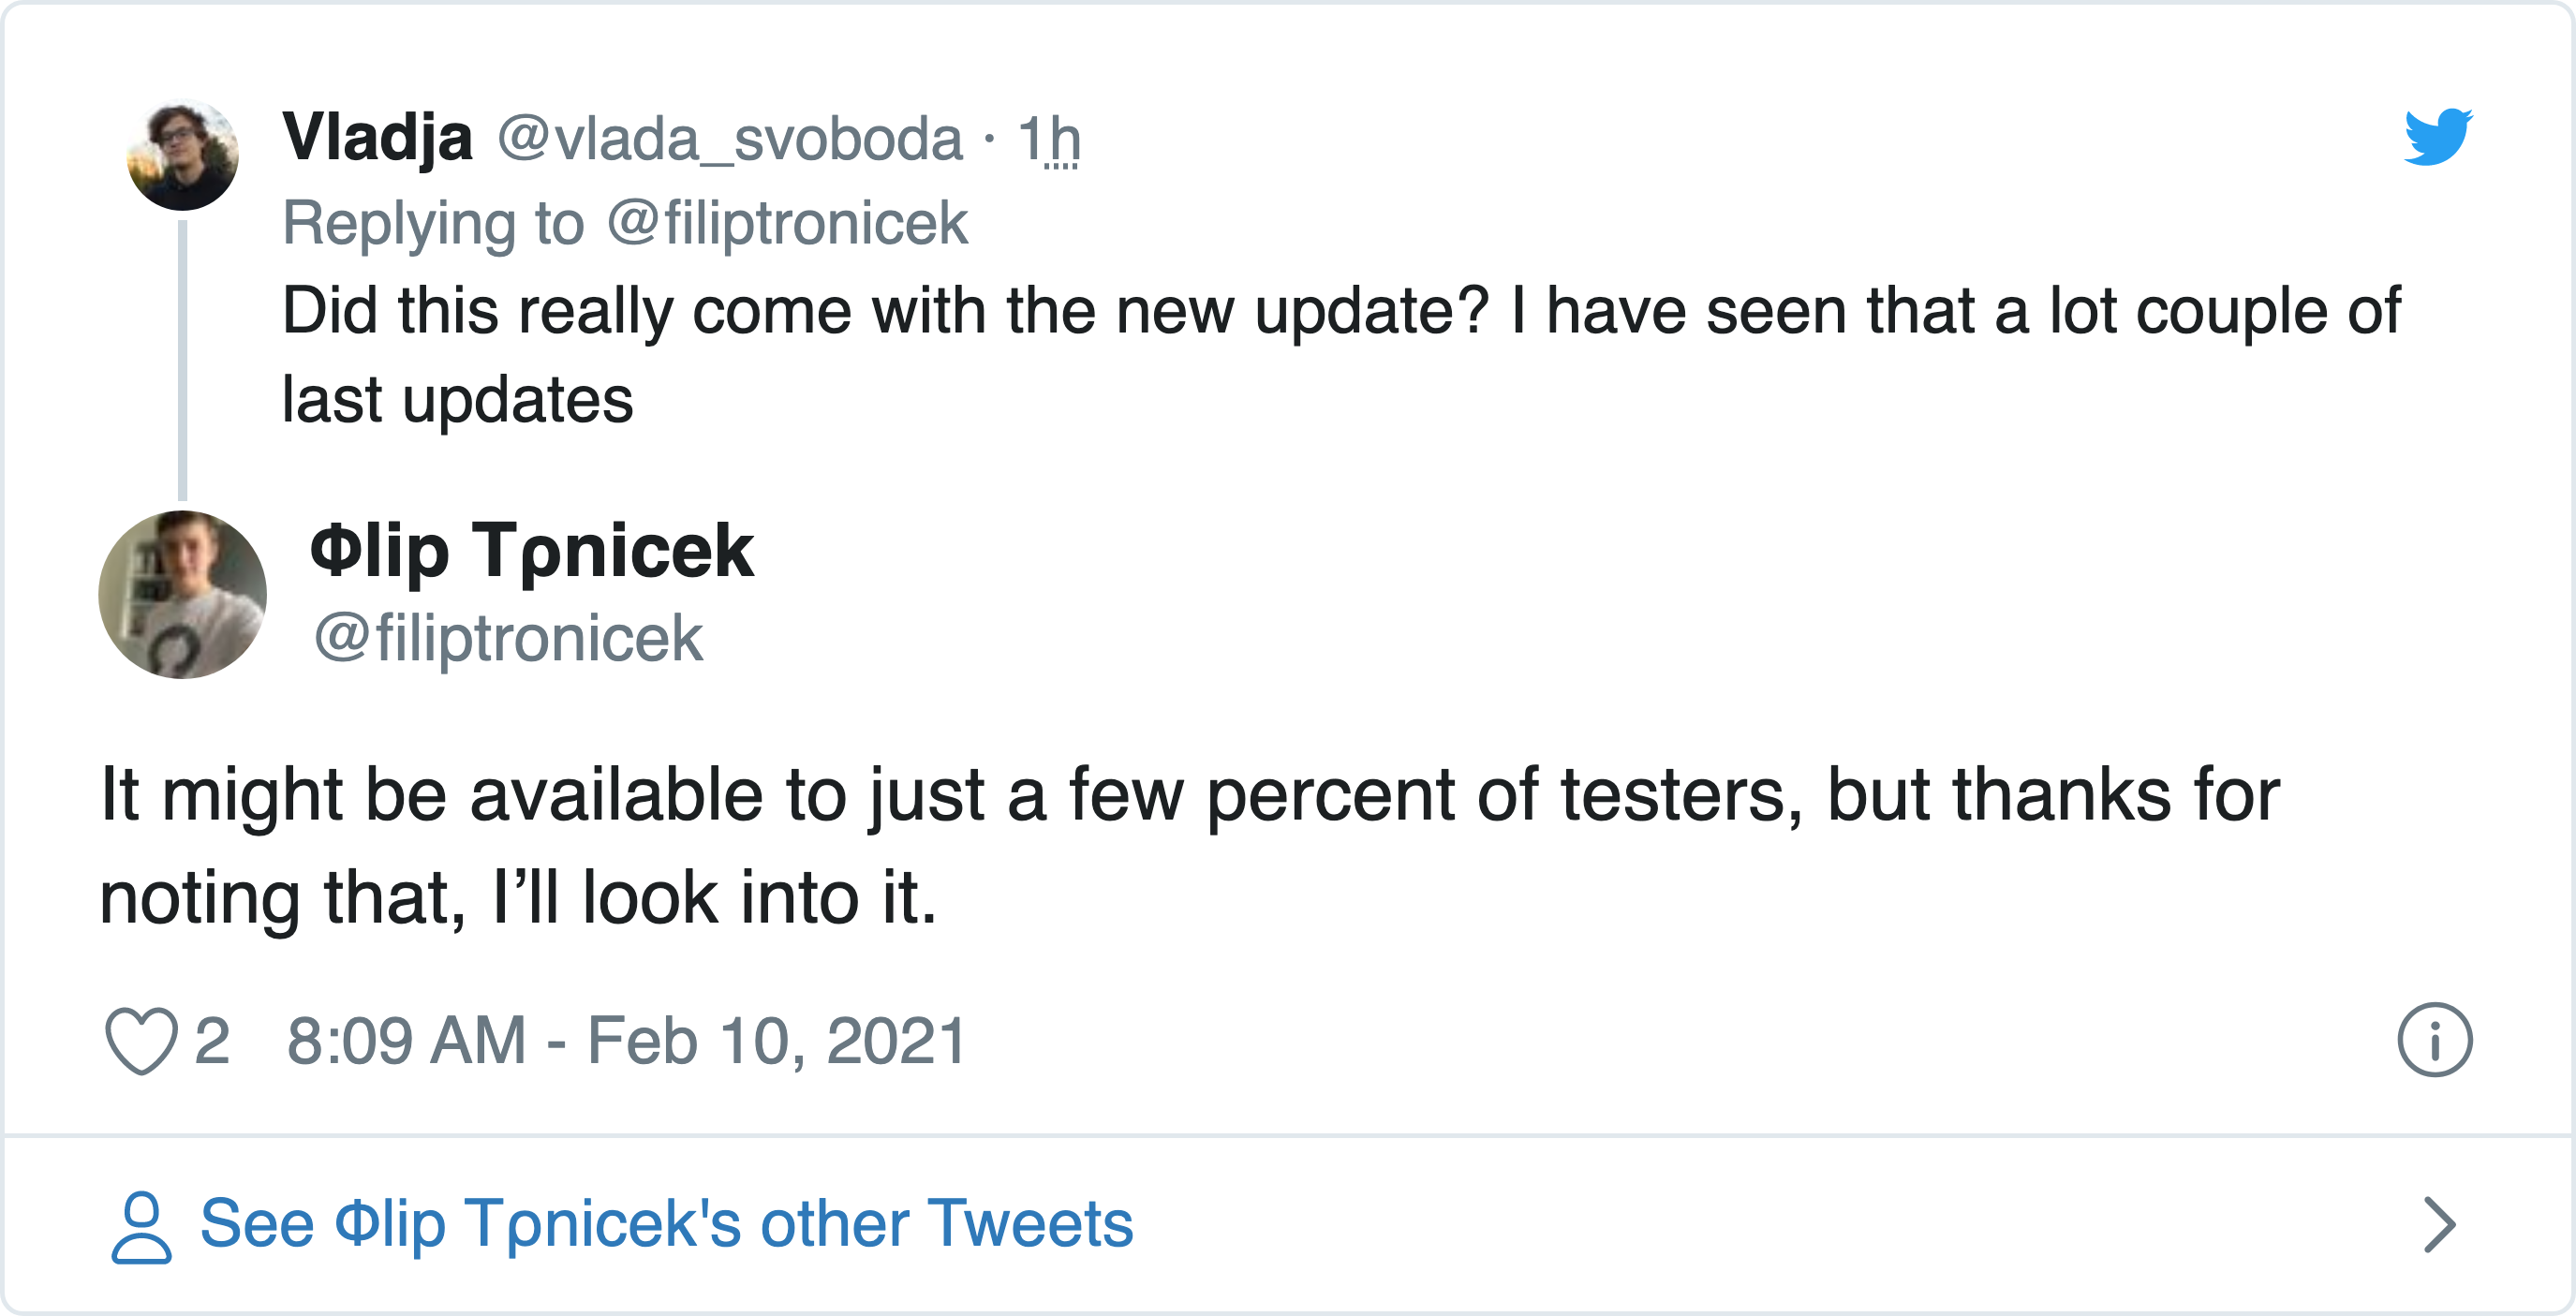 Vladja @vlada_svoboda · 1h
Replying to @filiptronicek
Did this really come with the new update? I have seen that a lot couple of
last updates
Φlip Tρnicek
@filiptronicek
It might be available to just a few percent of testers, but thanks for
noting that, I’ll look into it.
2 8:09 AM - Feb 10, 2021
See Φlip Tρnicek's other Tweets